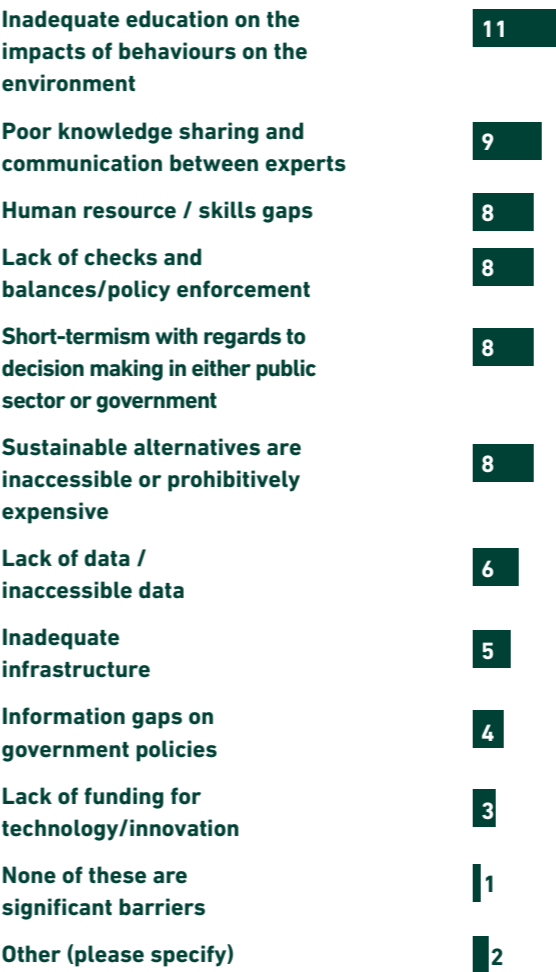 Inadequate education on the
impacts of behaviours on the
environment
11
Poor knowledge sharing and
communication between experts
9
Human resource / skills gaps
8
Lack of checks and
balances/policy enforcement
8
Short-termism with regards to
decision making in either public
sector or government
8
Sustainable alternatives are
inaccessible or prohibitively
expensive
8
Lack of data /
inaccessible data
6
Inadequate
infrastructure
5
Information gaps on
government policies
4
Lack of funding for
technology/innovation
3
None of these are
significant barriers
1
Other (please specify)
2